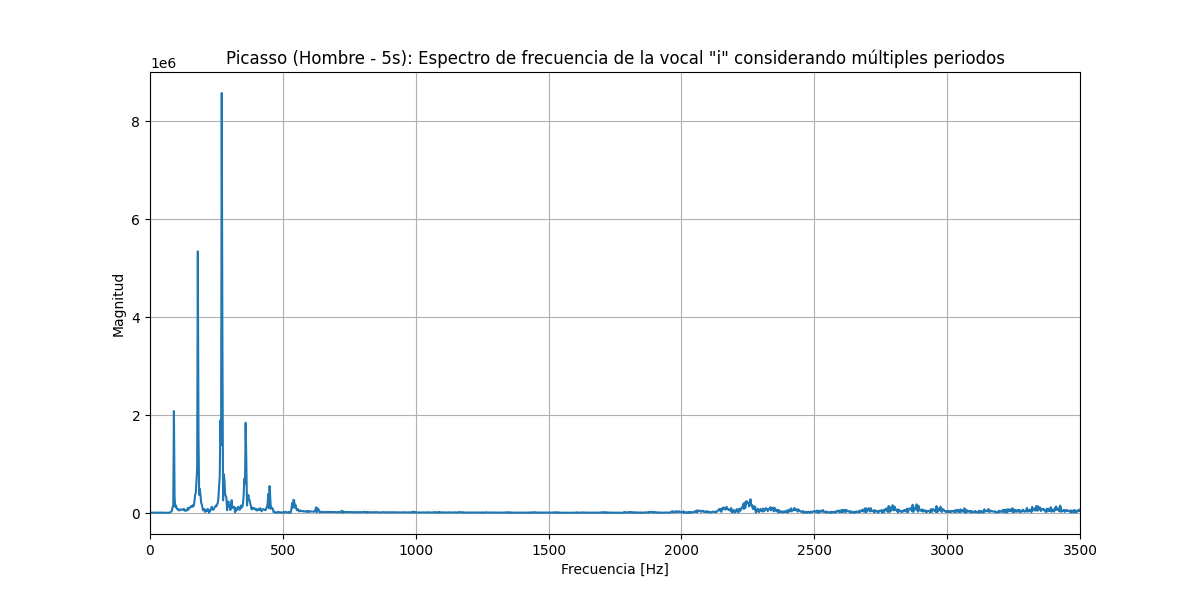 Picasso (Hombre - 5s): Espectro de frecuencia de la vocal "i" considerando múltiples periodos
1e6
8
6
4
2
0
Magnitud
0 500 1000 1500 2000 2500 3000 3500
Frecuencia [Hz]